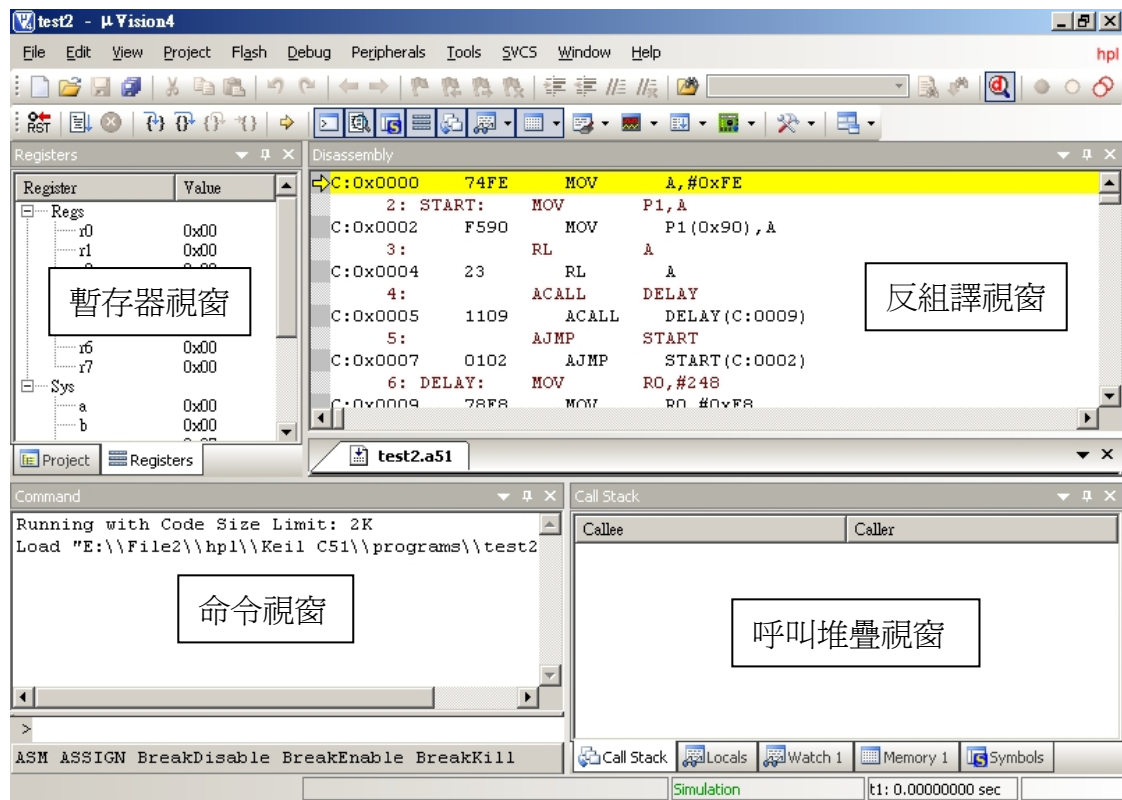 test2 - µVision4
File Edit View Project Flash Debug Peripherals Tools SVCS Window Help hpl
RST
Registers
Register Value
Regs
r0 0x00
r1 0x00
暫存器視窗
r6 0x00
r7 0x00
Sys
a 0x00
b 0x00
Project Registers
Disassembly
C:0x0000 74FE MOV A,#0xFE
2: START: MOV P1,A
C:0x0002 F590 MOV P1(0x90),A
3: RL A
C:0x0004 23 RL A
4: ACALL DELAY
C:0x0005 1109 ACALL DELAY(C:0009)
5: AJMP START
C:0x0007 0102 AJMP START(C:0002)
6: DELAY: MOV R0,#248
C:0x0009 78F8 MOV R0,#0xF8
反組譯視窗
test2.a51
Command
Running with Code Size Limit: 2K
Load "E:\\File2\\hpl\\Keil C51\\programs\\test2
命令視窗
>
ASM ASSIGN BreakDisable BreakEnable BreakKill
Call Stack
Callee Caller
呼叫堆疊視窗
Call Stack Locals Watch 1 Memory 1 Symbols
Simulation t1: 0.00000000 sec